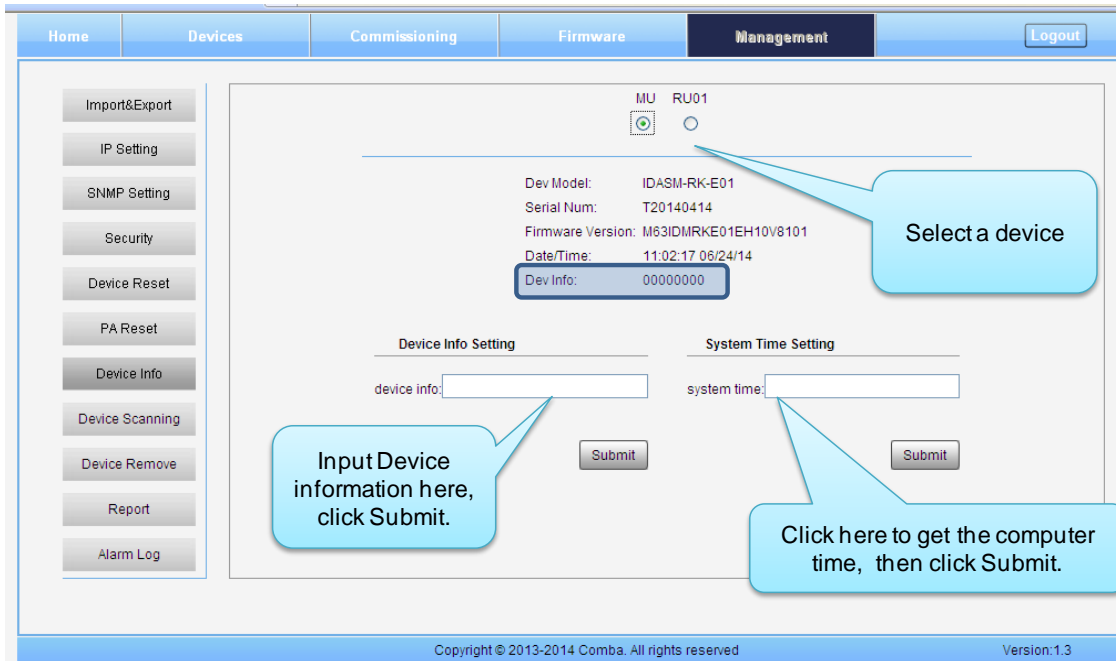 Home Devices Commissioning Firmware Management Logout
Import&Export
IP Setting
SNMP Setting
Security
Device Reset
PA Reset
Device Info
Device Scanning
Device Remove
Report
Alarm Log
MU RU01
Dev Model: IDASM-RK-E01
Serial Num: T20140414
Firmware Version: M63IDMRKE01EH10V8101
Date/Time: 11:02:17 06/24/14
Dev Info: 00000000
Select a device
Device Info Setting System Time Setting
device info: system time:
Submit Submit
Input Device
information here,
click Submit.
Click here to get the computer
time, then click Submit.
Copyright © 2013-2014 Comba. All rights reserved Version:1.3